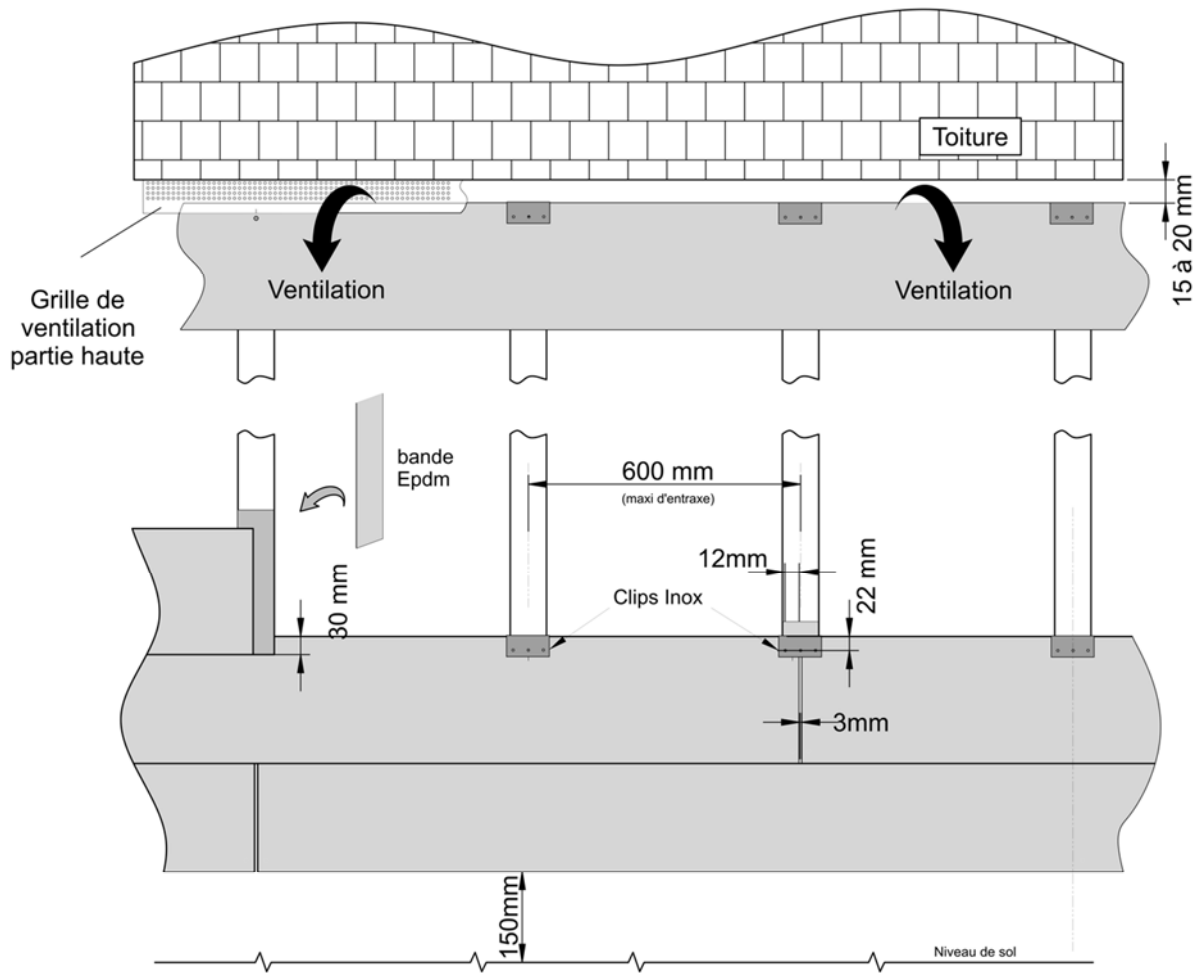 Toiture
15 à 20 mm
Ventilation
Ventilation
Grille de
ventilation
partie haute
bande
Epdm
600 mm
(maxi d'entraxe)
12mm
22 mm
30 mm
Clips Inox
3mm
150mm
Niveau de sol